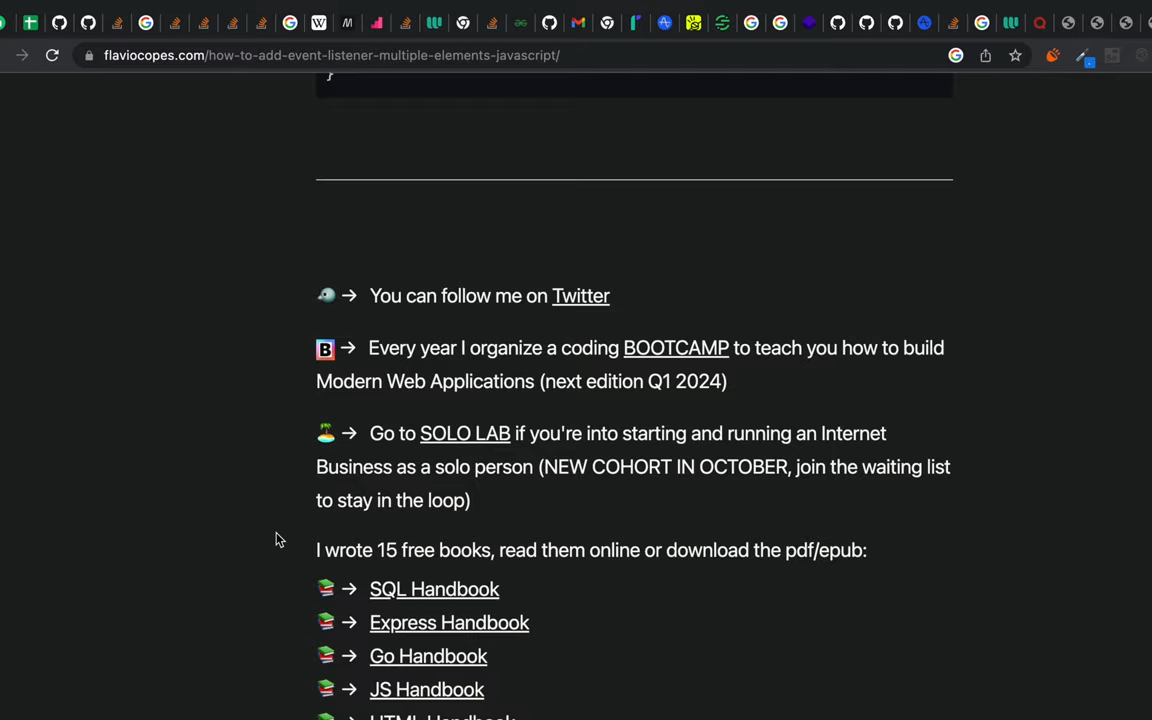 flaviocopes.com/how-to-add-event-listener-multiple-elements-javascript/
}
→ You can follow me on Twitter
B → Every year I organize a coding BOOTCAMP to teach you how to build
Modern Web Applications (next edition Q1 2024)
→ Go to SOLO LAB if you're into starting and running an Internet
Business as a solo person (NEW COHORT IN OCTOBER, join the waiting list
to stay in the loop)
I wrote 15 free books, read them online or download the pdf/epub:
→ SQL Handbook
→ Express Handbook
→ Go Handbook
→ JS Handbook
→ HTML Handbook